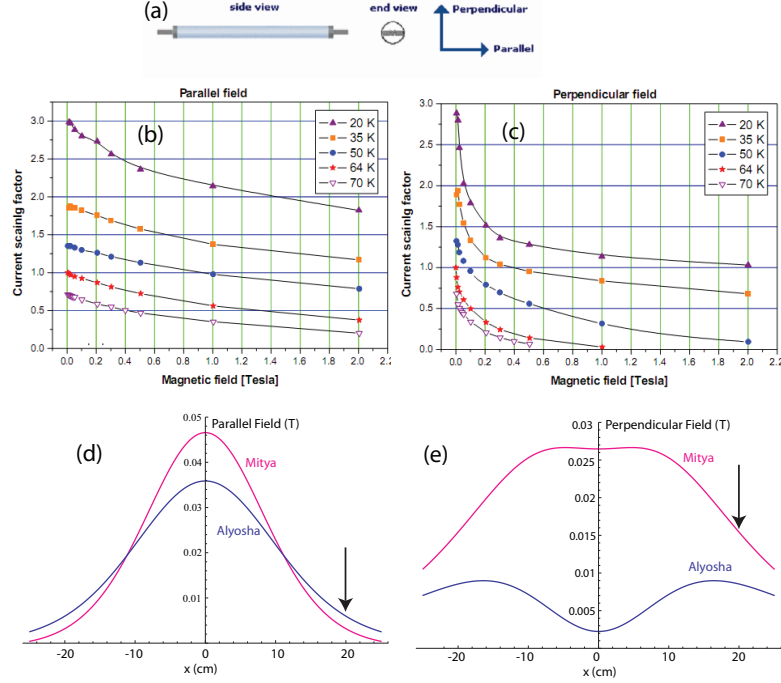 (a)
side view
end view
Perpendicular
Parallel
Parallel field
(b)
20 K
35 K
50 K
64 K
70 K
Current scainlg factor
3.0
2.5
2.0
1.5
1.0
0.5
0.0
0.0 0.2 0.4 0.6 0.8 1.0 1.2 1.4 1.6 1.8 2.0 2.2
Magnetic field [Tesla]
Perpendicular field
(c)
20 K
35 K
50 K
64 K
70 K
Current scainlg factor
3.0
2.5
2.0
1.5
1.0
0.5
0.0
0.0 0.2 0.4 0.6 0.8 1.0 1.2 1.4 1.6 1.8 2.0 2.2
Magnetic field [Tesla]
(d)
Parallel Field (T)
0.05
0.04
0.03
0.02
0.01
Mitya
Alyosha
-20 -10 0 10 20
x (cm)
(e)
Perpendicular Field (T)
0.03
0.025
0.02
0.015
0.01
0.005
Mitya
Alyosha
-20 -10 0 10 20
x (cm)